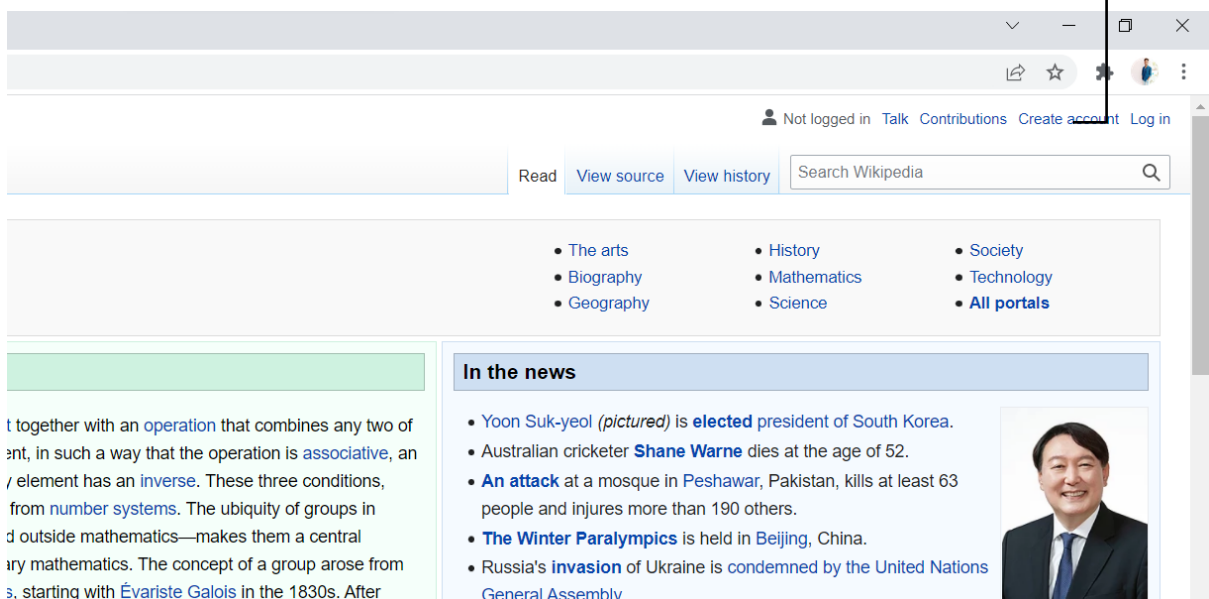 Not logged in Talk Contributions Create account Log in
Read View source View history Search Wikipedia
The arts
Biography
Geography
History
Mathematics
Science
Society
Technology
All portals
together with an operation that combines any two of
ent, in such a way that the operation is associative, an
element has an inverse. These three conditions,
from number systems. The ubiquity of groups in
outside mathematics—makes them a central
ary mathematics. The concept of a group arose from
s, starting with Évariste Galois in the 1830s. After
In the news
Yoon Suk-yeol (pictured) is elected president of South Korea.
Australian cricketer Shane Warne dies at the age of 52.
An attack at a mosque in Peshawar, Pakistan, kills at least 63
people and injures more than 190 others.
The Winter Paralympics is held in Beijing, China.
Russia's invasion of Ukraine is condemned by the United Nations
General Assembly